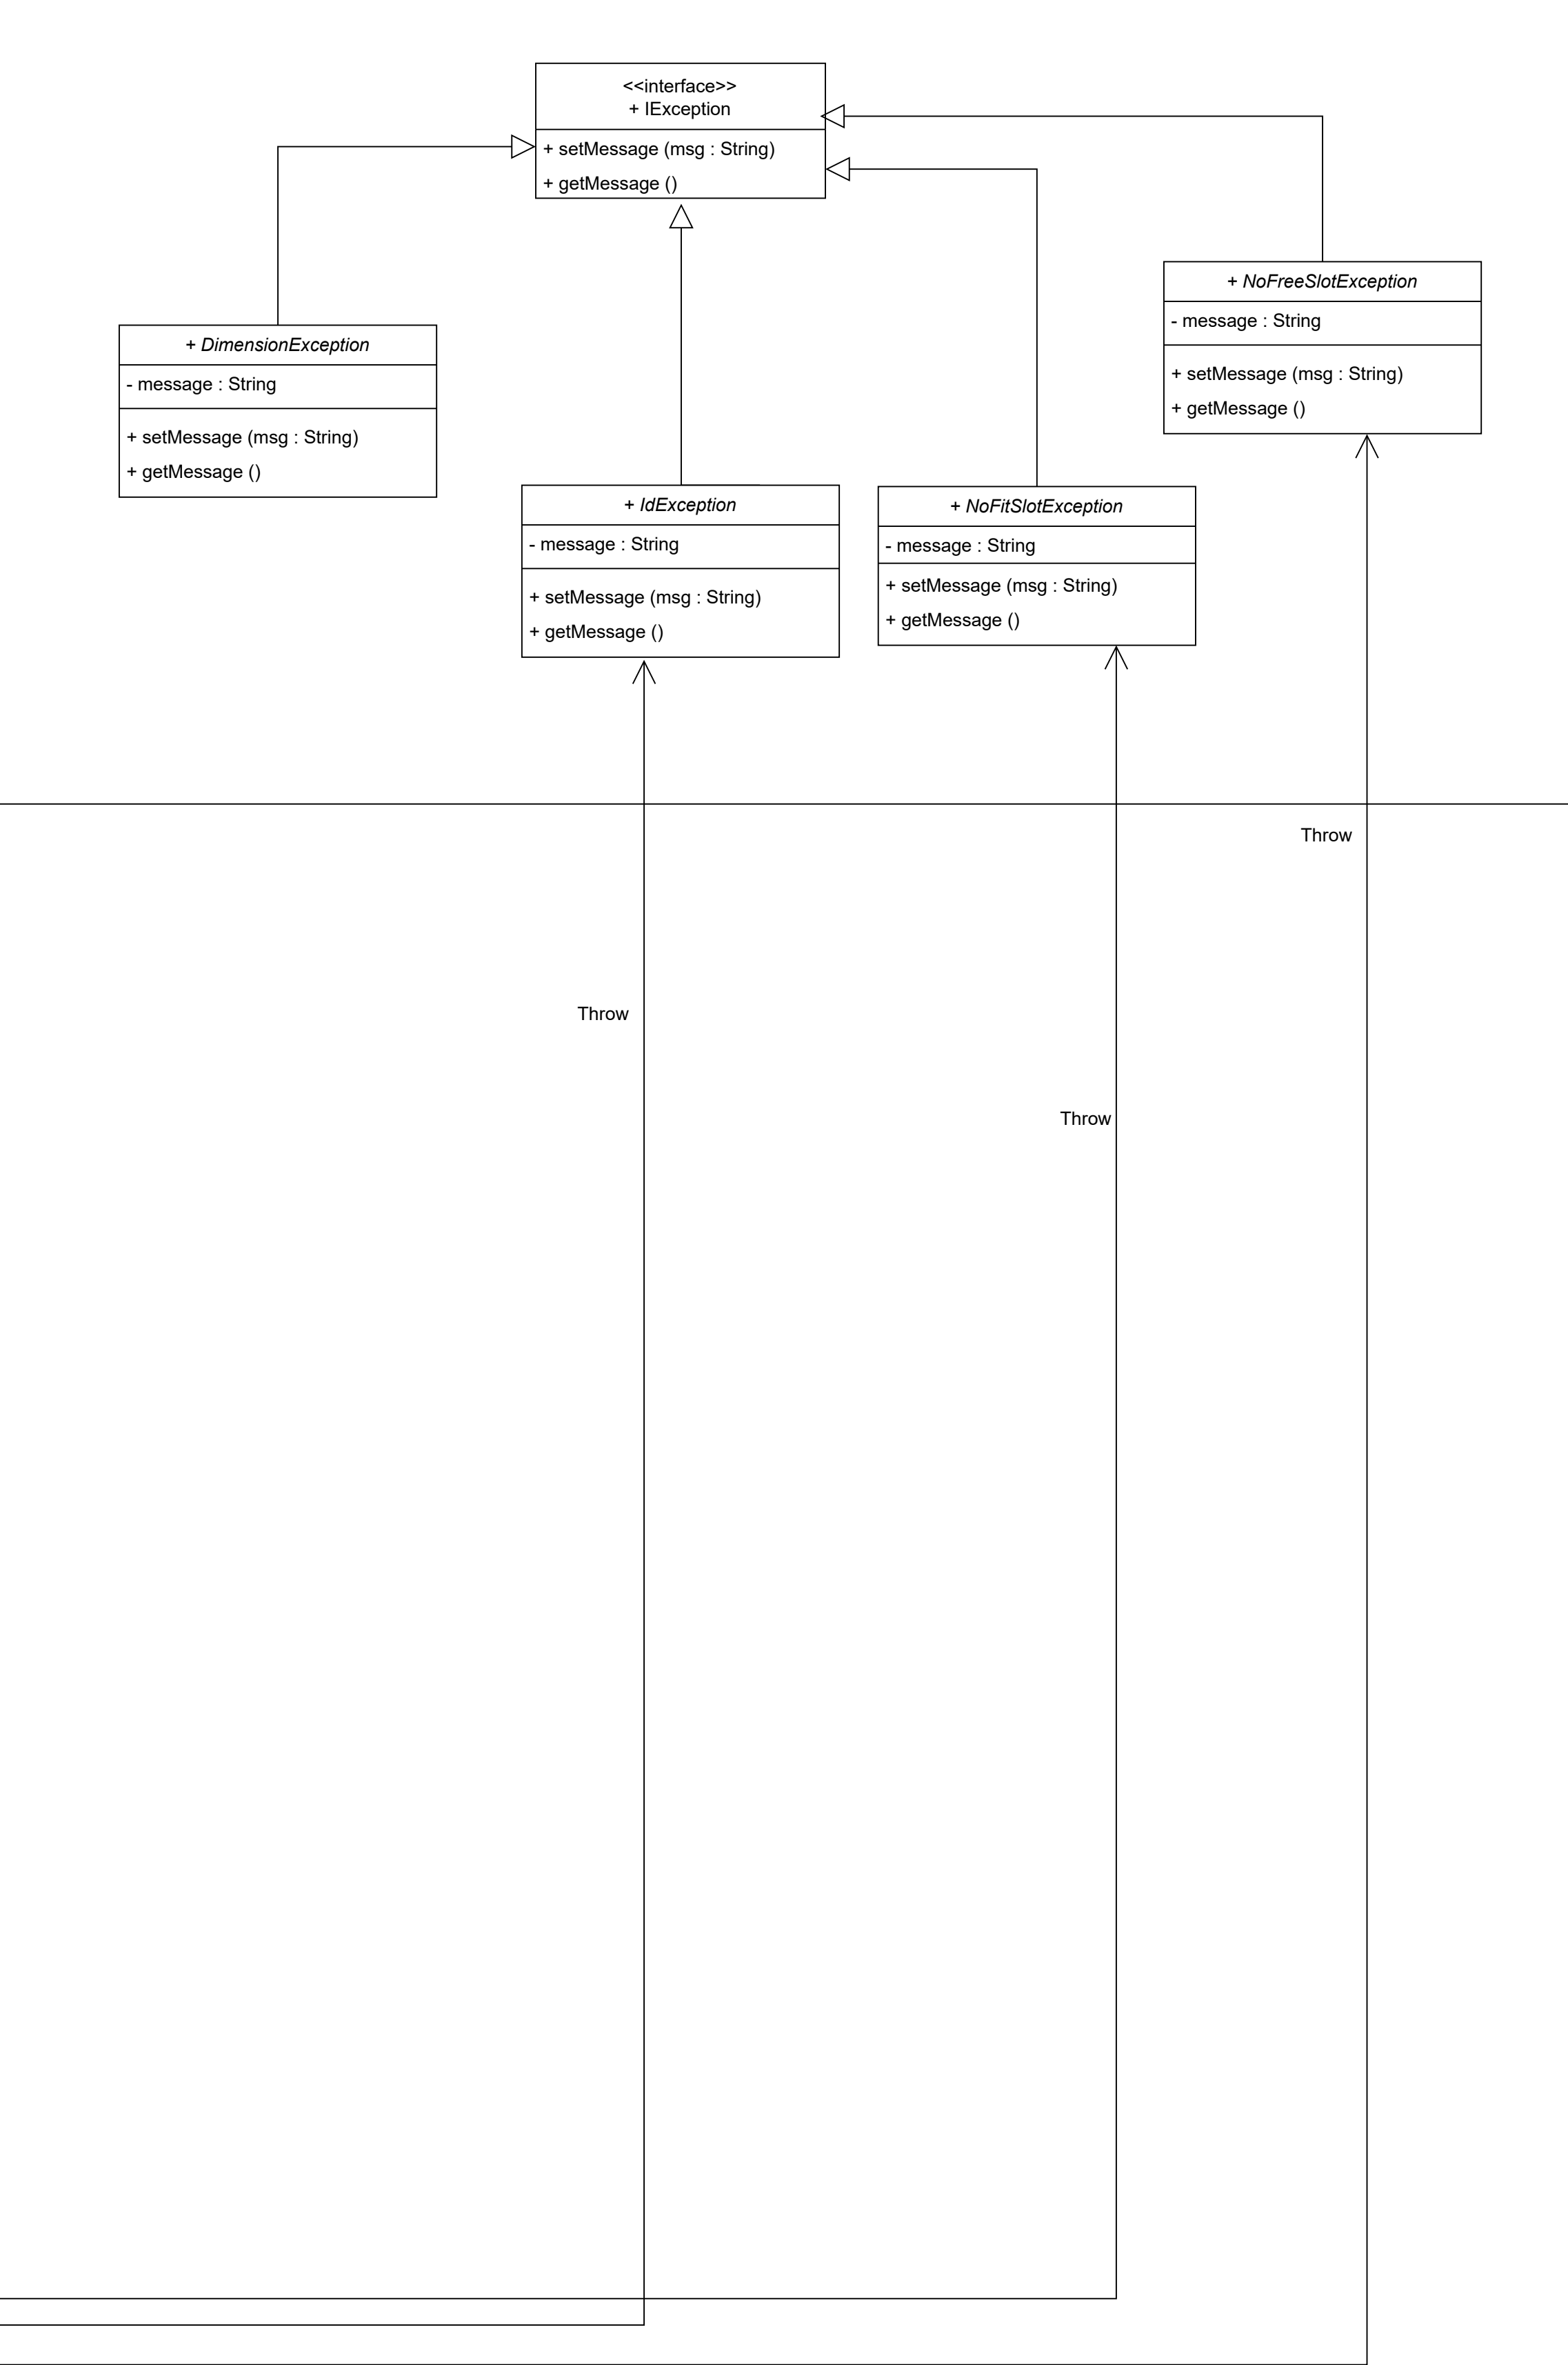 <<interface>>
+ IException
+ setMessage (msg : String)
+ getMessage ()
+ NoFreeSlotException
- message : String
+ setMessage (msg : String)
+ getMessage ()
+ DimensionException
- message : String
+ setMessage (msg : String)
+ getMessage ()
+ IdException
- message : String
+ setMessage (msg : String)
+ getMessage ()
+ NoFitSlotException
- message : String
+ setMessage (msg : String)
+ getMessage ()
Throw
Throw
Throw